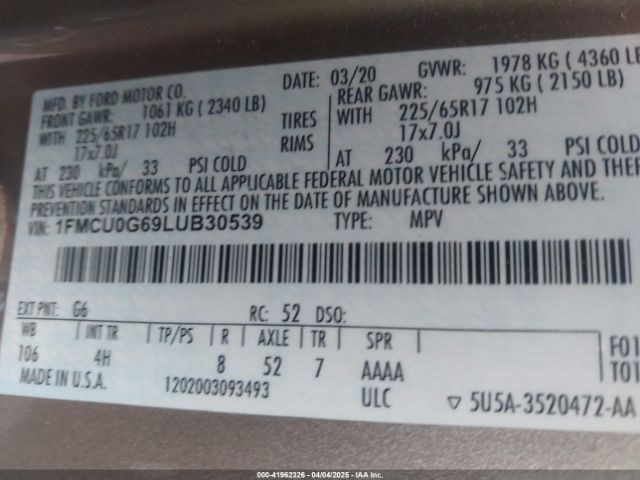 MFD. BY FORD MOTOR CO. DATE: 03/20 GVWR: 1978 KG ( 4360 LB
FRONT GAWR: 1061 KG ( 2340 LB) REAR GAWR: 975 KG ( 2150 LB)
WITH 225/65R17 102H TIRES WITH 225/65R17 102H
17x7.0J RIMS 17x7.0J
AT 230 kPa/ 33 PSI COLD AT 230 kPa/ 33 PSI COLD
THIS VEHICLE CONFORMS TO ALL APPLICABLE FEDERAL MOTOR VEHICLE SAFETY AND THEFT
PREVENTION STANDARDS IN EFFECT ON THE DATE OF MANUFACTURE SHOWN ABOVE.
VIN: 1FMCU0G69LUB30539 TYPE: MPV
EXT PNT: G6 RC: 52 DSO:
WB INT TR TP/PS R AXLE TR SPR F01
106 4H 8 52 7 AAAA T01
MADE IN U.S.A. 1202003093493 ULC ▽ 5U5A-3520472-AA
000-41962326 - 04/04/2025 - IAA Inc.